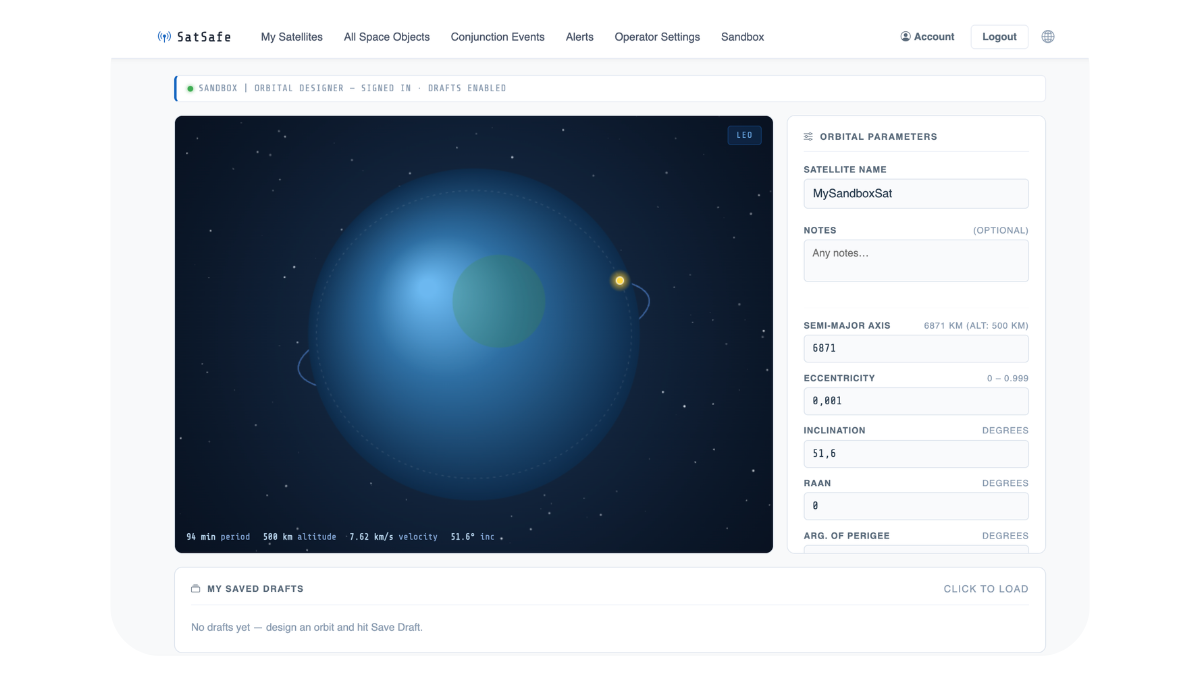 SatSafe My Satellites All Space Objects Conjunction Events Alerts Operator Settings Sandbox Account Logout
SANDBOX | ORBITAL DESIGNER — SIGNED IN · DRAFTS ENABLED
LEO
94 min period 500 km altitude 7.62 km/s velocity 51.6° inc
ORBITAL PARAMETERS
SATELLITE NAME
MySandboxSat
NOTES (OPTIONAL)
Any notes...
SEMI-MAJOR AXIS 6871 KM (ALT: 500 KM)
6871
ECCENTRICITY 0 – 0.999
0,001
INCLINATION DEGREES
51,6
RAAN DEGREES
0
ARG. OF PERIGEE DEGREES
MY SAVED DRAFTS CLICK TO LOAD
No drafts yet — design an orbit and hit Save Draft.